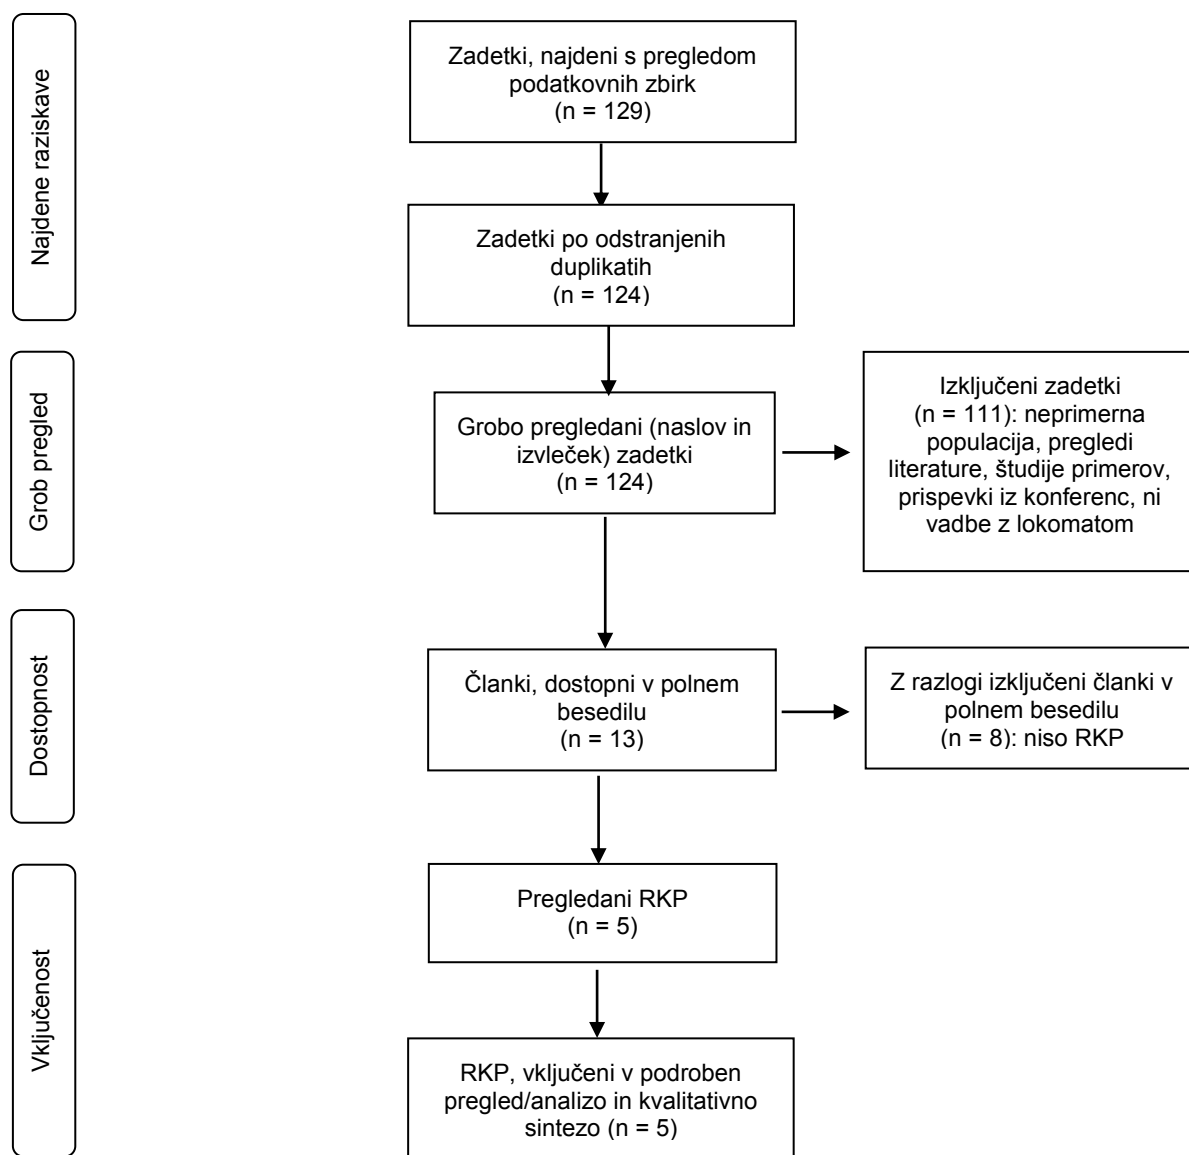 Najdene raziskave
Zadetki, najdeni s pregledom
podatkovnih zbirk
(n = 129)
Zadetki po odstranjenih
duplikatih
(n = 124)
Grob pregled
Grobo pregledani (naslov in
izvleček) zadetki
(n = 124)
Izključeni zadetki
(n = 111): neprimerna
populacija, pregledi
literature, študije primerov,
prispevki iz konferenc, ni
vadbe z lokomatom
Dostopnost
Članki, dostopni v polnem
besedilu
(n = 13)
Z razlogi izključeni članki v
polnem besedilu
(n = 8): niso RKP
Vključenost
Pregledani RKP
(n = 5)
RKP, vključeni v podroben
pregled/analizo in kvalitativno
sintezo (n = 5)